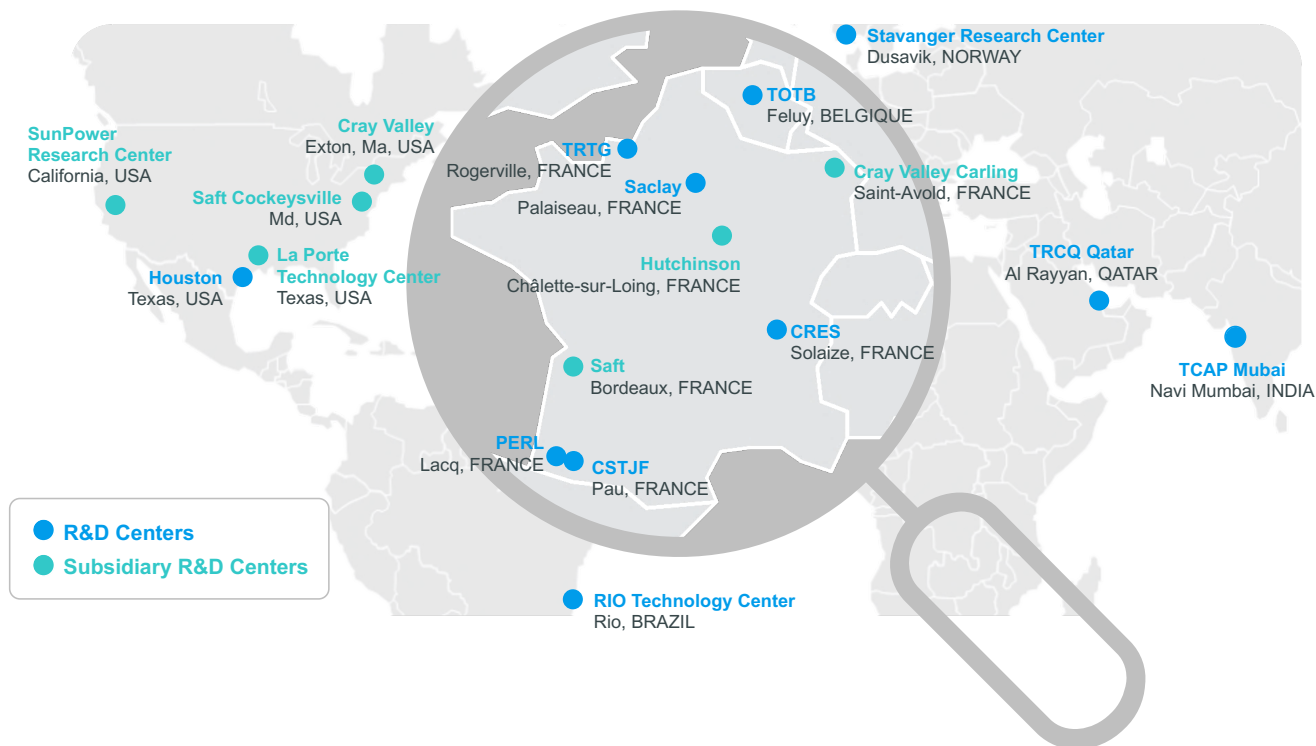 Stavanger Research Center
Dusavik, NORWAY
TOTB
Feluy, BELGIQUE
SunPower
Research Center
California, USA
Cray Valley
Exton, Ma, USA
TRTG
Rogerville, FRANCE
Cray Valley Carling
Saint-Avold, FRANCE
Saft Cockeysville
Md, USA
Saclay
Palaiseau, FRANCE
La Porte
Technology Center
Texas, USA
Houston
Texas, USA
Hutchinson
Châlette-sur-Loing, FRANCE
TRCQ Qatar
Al Rayyan, QATAR
CRES
Solaize, FRANCE
Saft
Bordeaux, FRANCE
TCAP Mubai
Navi Mumbai, INDIA
PERL
Lacq, FRANCE
CSTJF
Pau, FRANCE
R&D Centers
Subsidiary R&D Centers
RIO Technology Center
Rio, BRAZIL